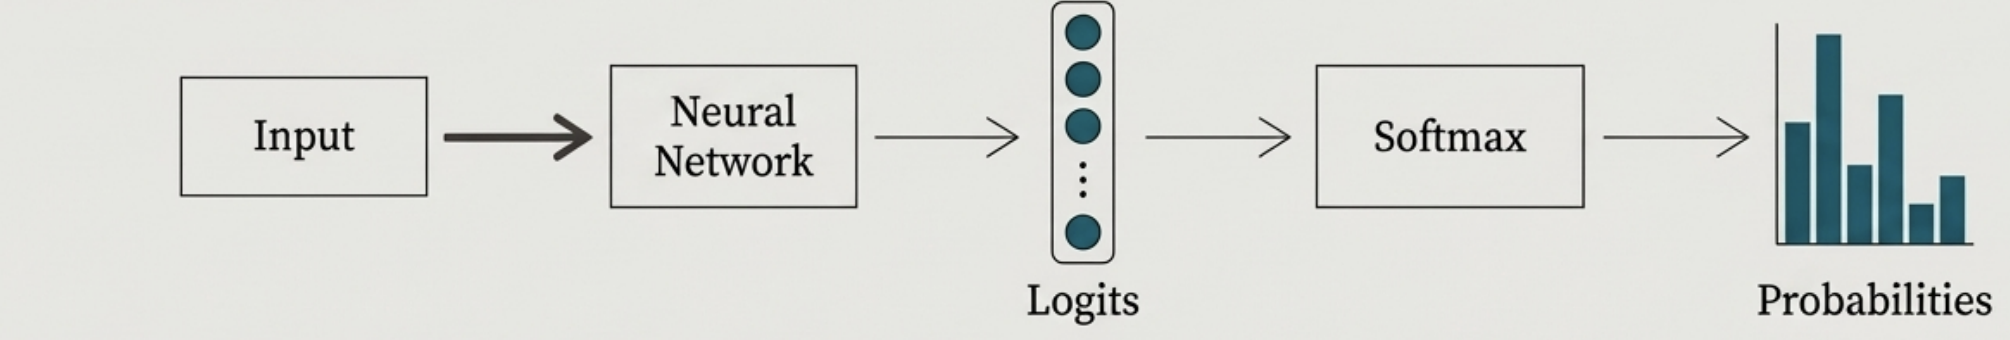 Input
Neural
Network
Logits
Softmax
Probabilities